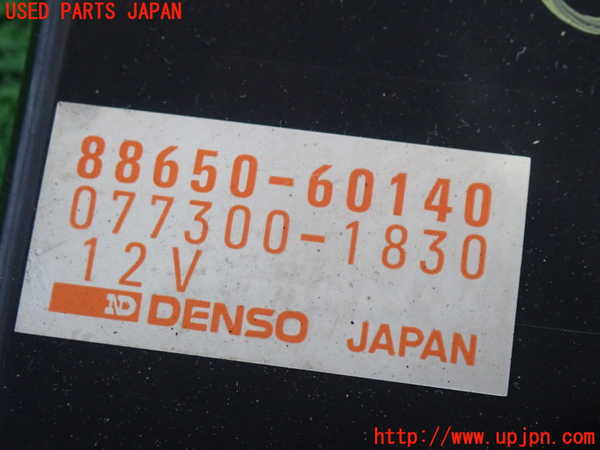 USED PARTS JAPAN
88650-60140
077300-1830
12V
ND DENSO JAPAN
http://www.upjpn.com/